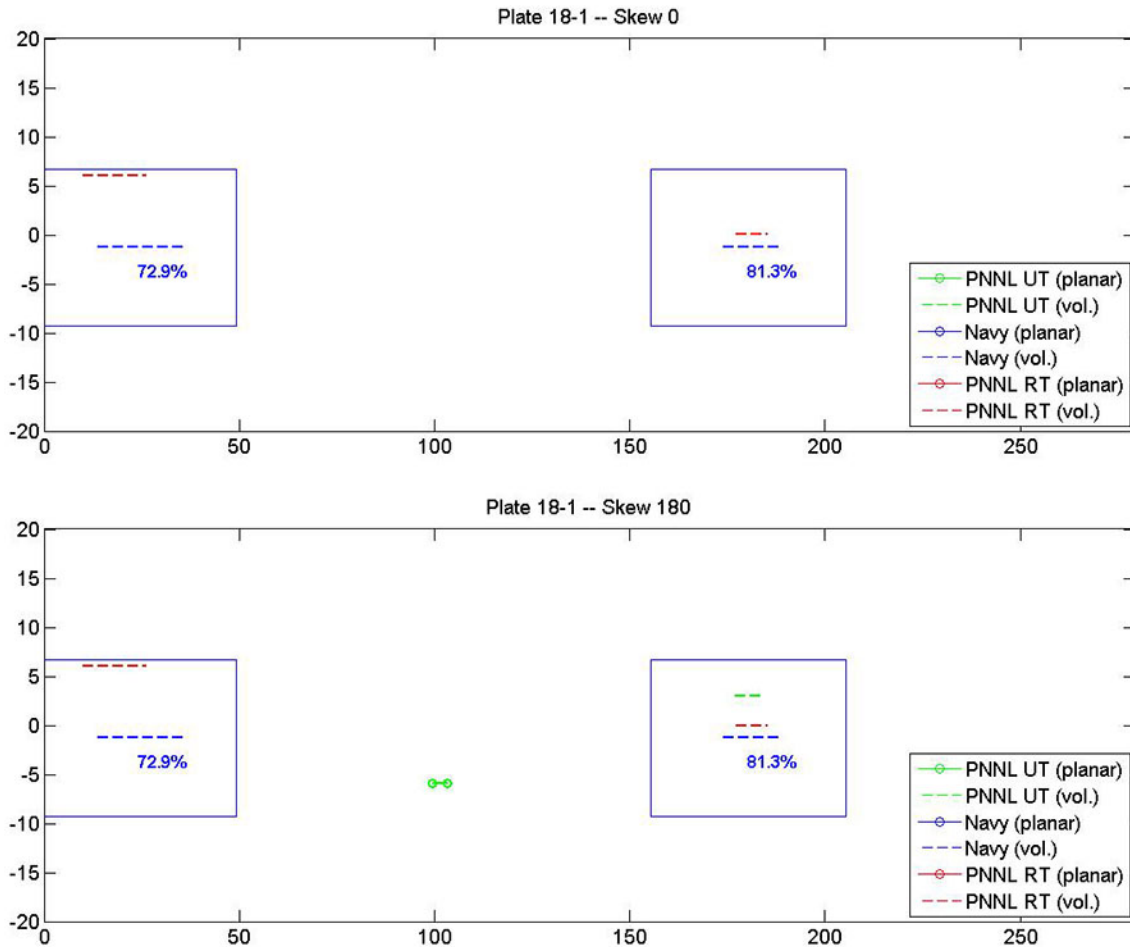 Plate 18-1 -- Skew 0
20
15
10
5
0
-5
-10
-15
-20
72.9%
81.3%
PNNL UT (planar)
PNNL UT (vol.)
Navy (planar)
Navy (vol.)
PNNL RT (planar)
PNNL RT (vol.)
0 50 100 150 200 250
Plate 18-1 -- Skew 180
20
15
10
5
0
-5
-10
-15
-20
72.9%
81.3%
PNNL UT (planar)
PNNL UT (vol.)
Navy (planar)
Navy (vol.)
PNNL RT (planar)
PNNL RT (vol.)
0 50 100 150 200 250